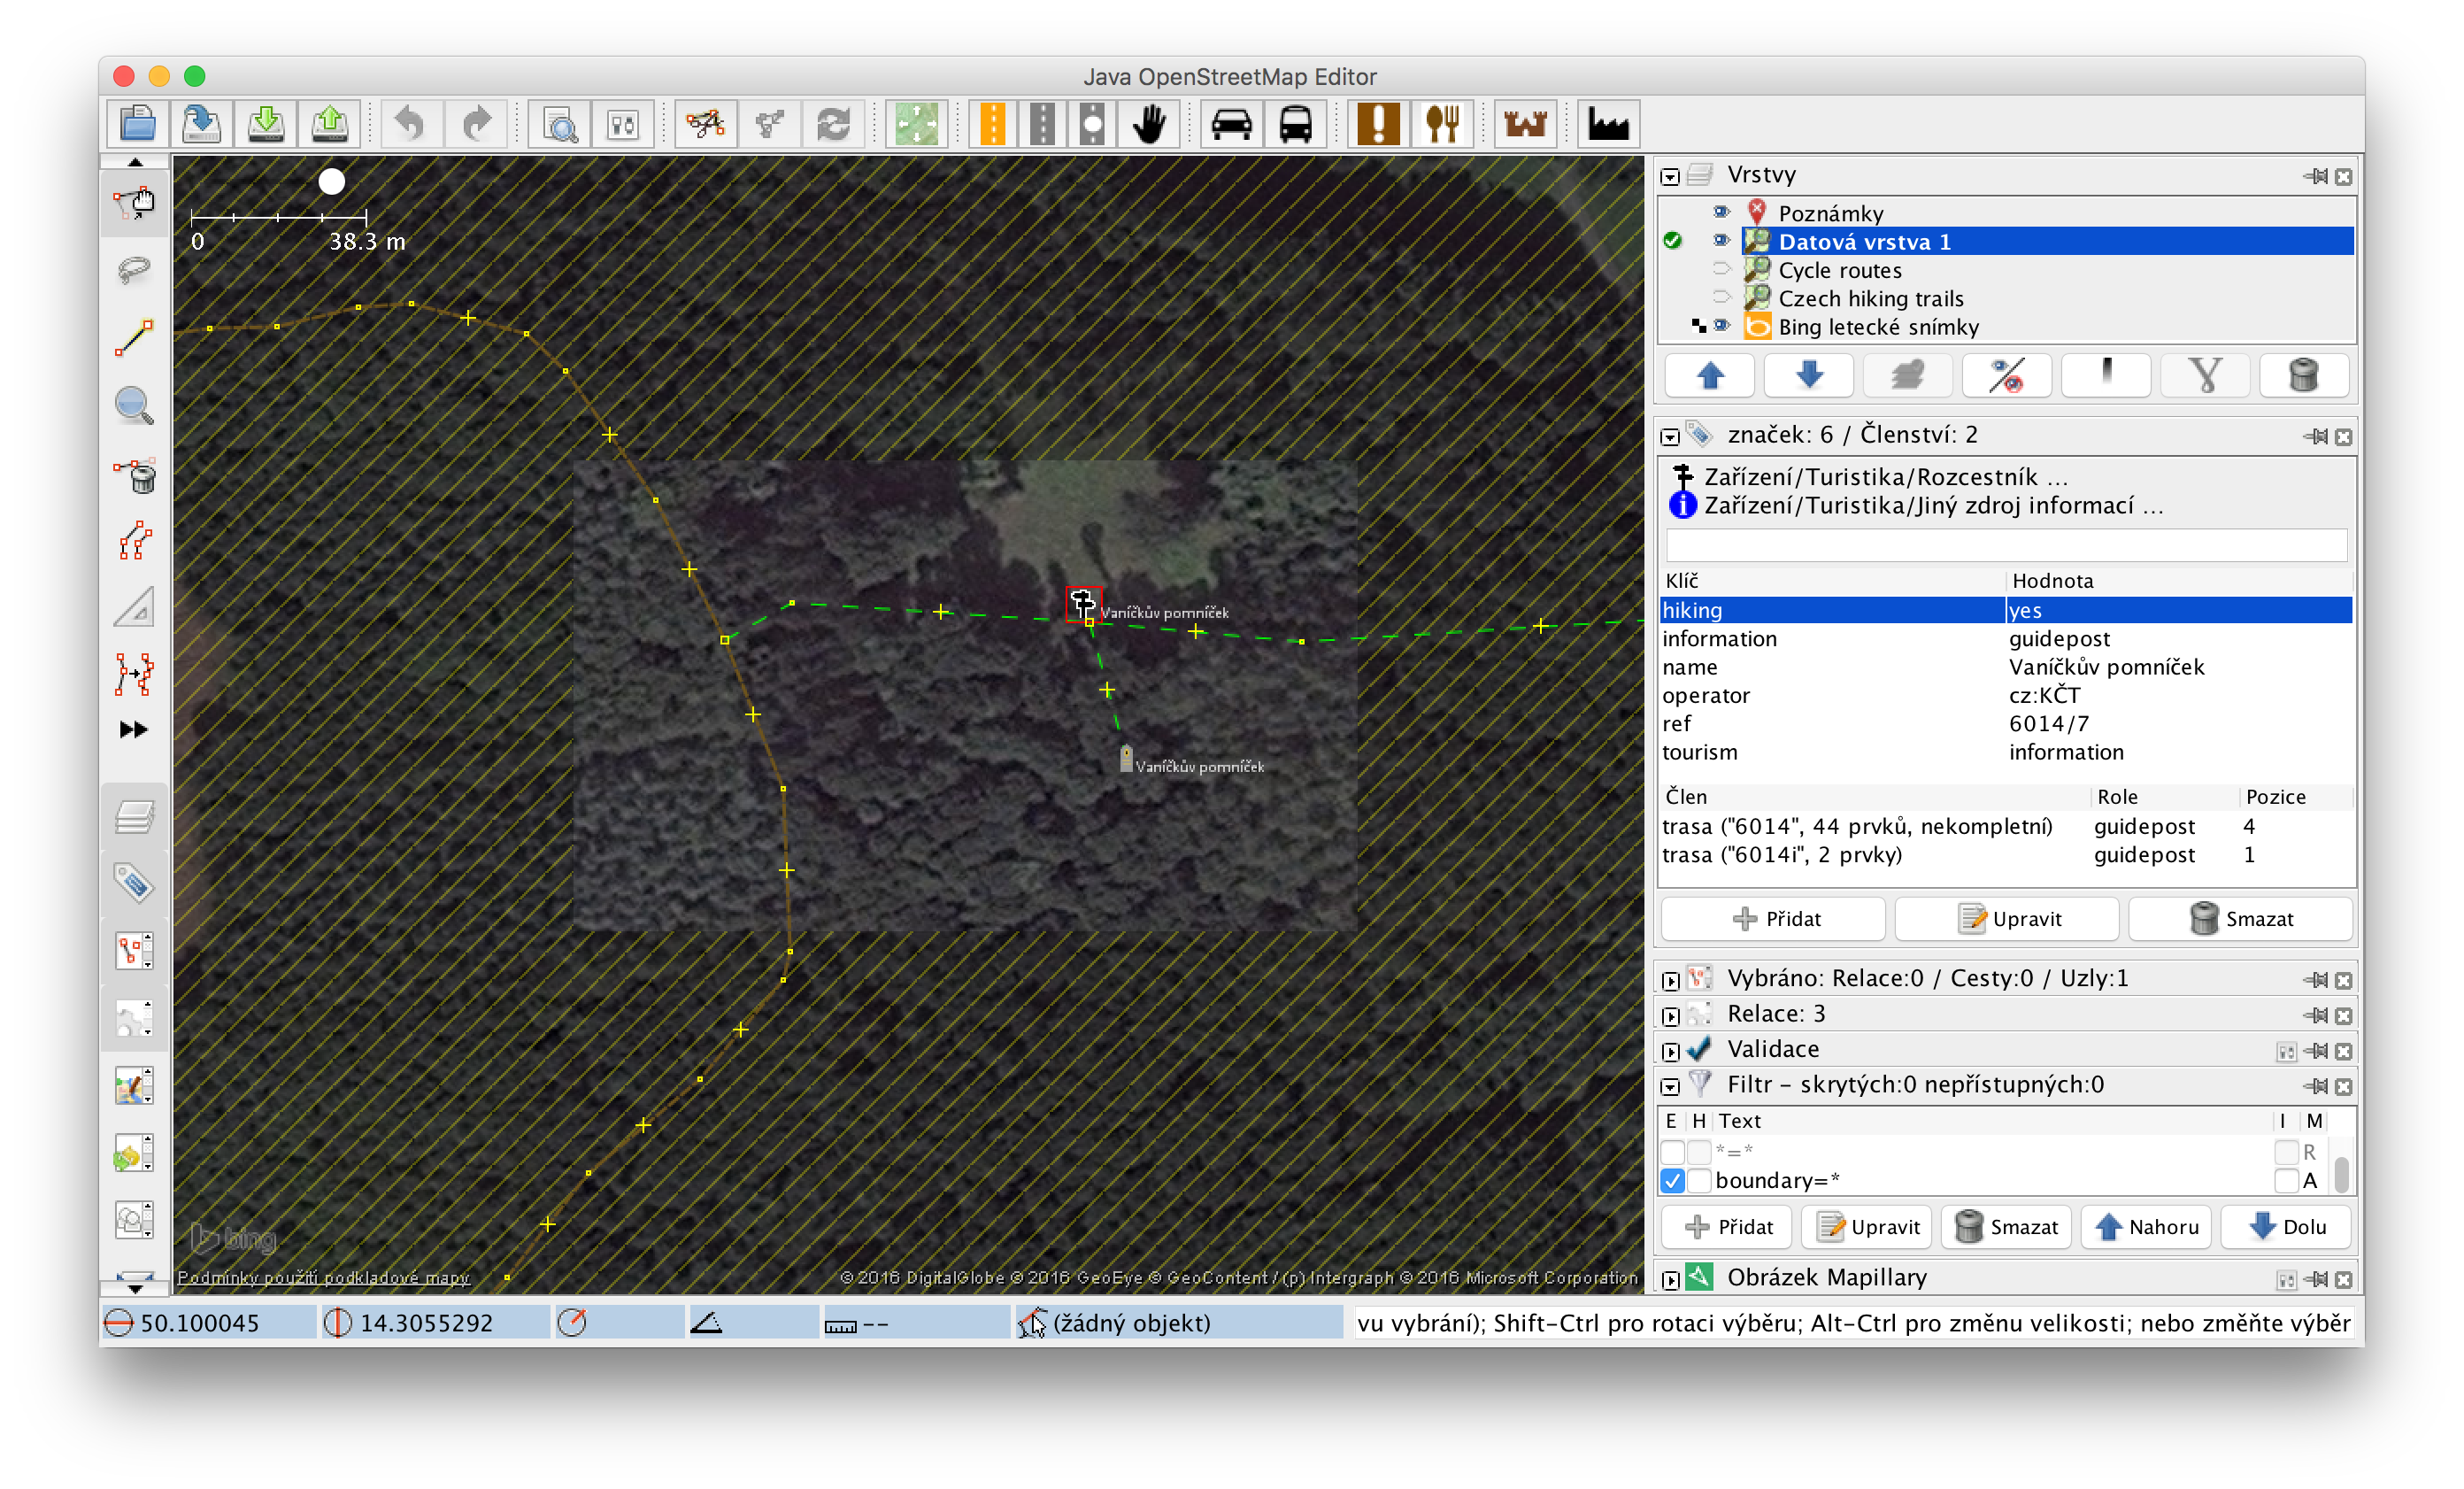 Java OpenStreetMap Editor
0 38.3 m
Vaníčkův pomníček
Vaníčkův pomníček
bing
Podmínky použití podkladové mapy
© 2016 DigitalGlobe © 2016 GeoEye © GeoContent / (p) Intergraph © 2016 Microsoft Corporation
Vrstvy
Poznámky
Datová vrstva 1
Cycle routes
Czech hiking trails
Bing letecké snímky
značek: 6 / Členství: 2
Zařízení/Turistika/Rozcestník ...
Zařízení/Turistika/Jiný zdroj informací ...
Klíč Hodnota
hiking yes
information guidepost
name Vaníčkův pomníček
operator cz:KČT
ref 6014/7
tourism information
Člen Role Pozice
trasa ("6014", 44 prvků, nekompletní) guidepost 4
trasa ("6014i", 2 prvky) guidepost 1
Přidat Upravit Smazat
Vybráno: Relace:0 / Cesty:0 / Uzly:1
Relace: 3
Validace
Filtr – skrytých:0 nepřístupných:0
E H Text I M
*=* R
boundary=* A
Přidat Upravit Smazat Nahoru Dolu
Obrázek Mapillary
50.100045 14.3055292 -- (žádný objekt) vu vybrání); Shift-Ctrl pro rotaci výběru; Alt-Ctrl pro změnu velikosti; nebo změňte výběr